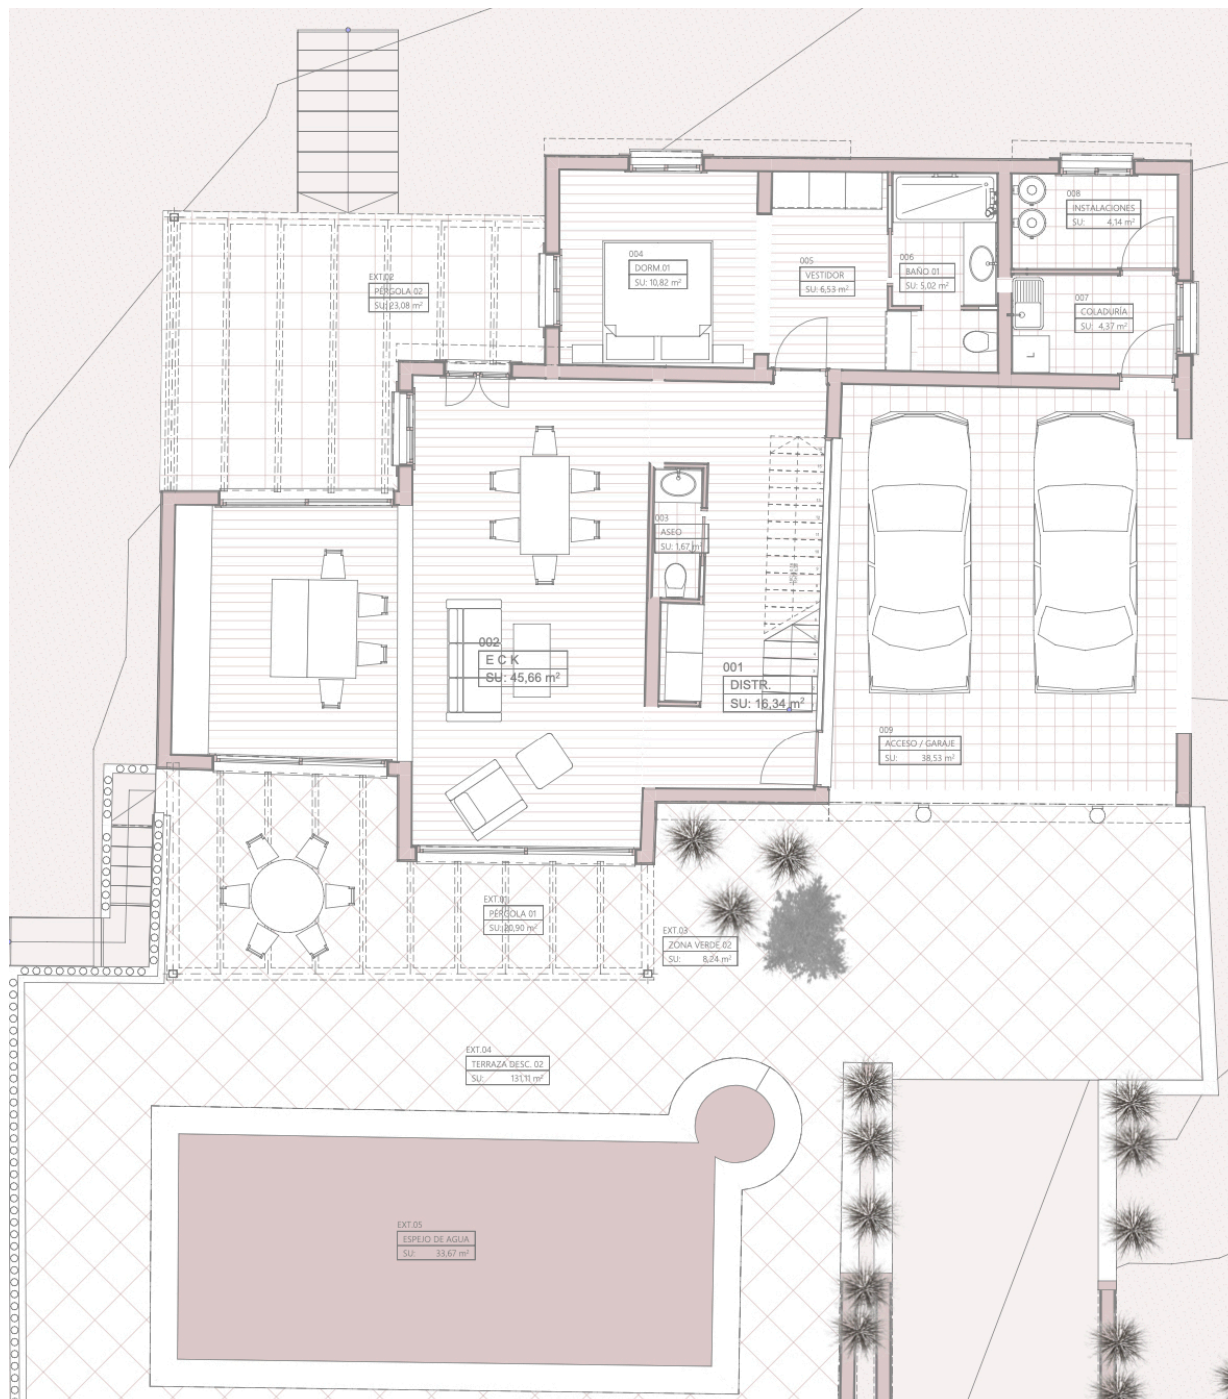 008
INSTALACIONES
SU: 4,14 m²
004
DORM.01
SU: 10,82 m²
005
VESTIDOR
SU: 6,53 m²
006
BAÑO 01
SU: 5,02 m²
EXT.02
PÉRGOLA 02
SU: 23,08 m²
007
COLADURÍA
SU: 4,37 m²
L
003
ASEO
SU: 1,67 m²
002
E C K
SU: 45,66 m²
001
DISTR.
SU: 16,34 m²
009
ACCESO / GARAJE
SU: 38,53 m²
EXT.01
PÉRGOLA 01
SU: 20,90 m²
EXT.03
ZONA VERDE 02
SU: 8,24 m²
EXT.04
TERRAZA DESC. 02
SU: 131,11 m²
EXT.05
ESPEJO DE AGUA
SU: 33,67 m²